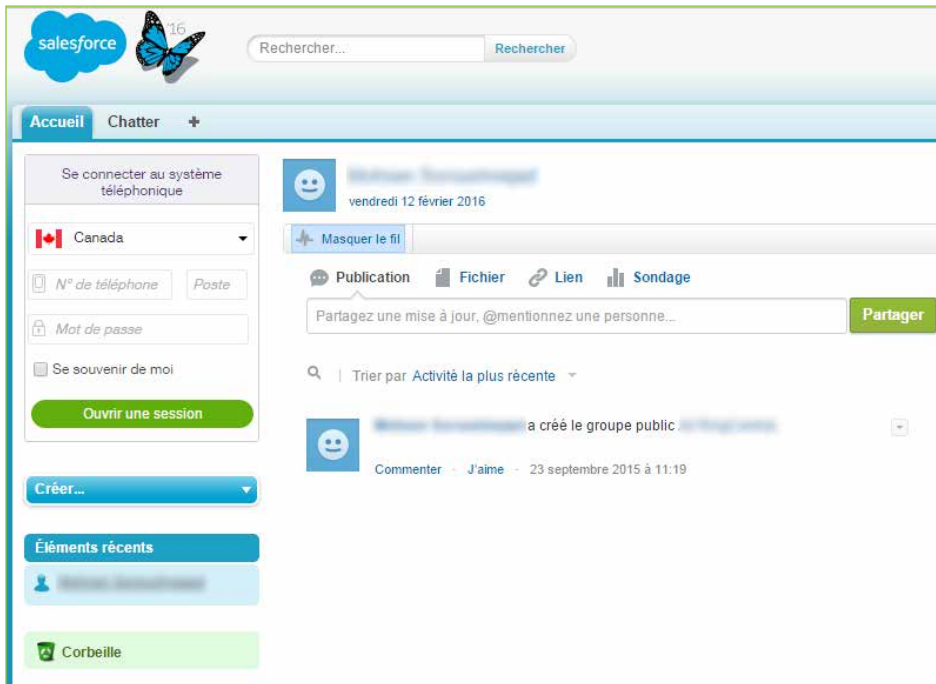 salesforce
'16
Rechercher...
Rechercher
Accueil
Chatter
+
Se connecter au système
téléphonique
Canada
N° de téléphone
Poste
Mot de passe
Se souvenir de moi
Ouvrir une session
Créer...
Éléments récents
Corbeille
vendredi 12 février 2016
Masquer le fil
Publication
Fichier
Lien
Sondage
Partagez une mise à jour, @mentionnez une personne...
Partager
Trier par Activité la plus récente
a créé le groupe public
Commenter · J'aime · 23 septembre 2015 à 11:19